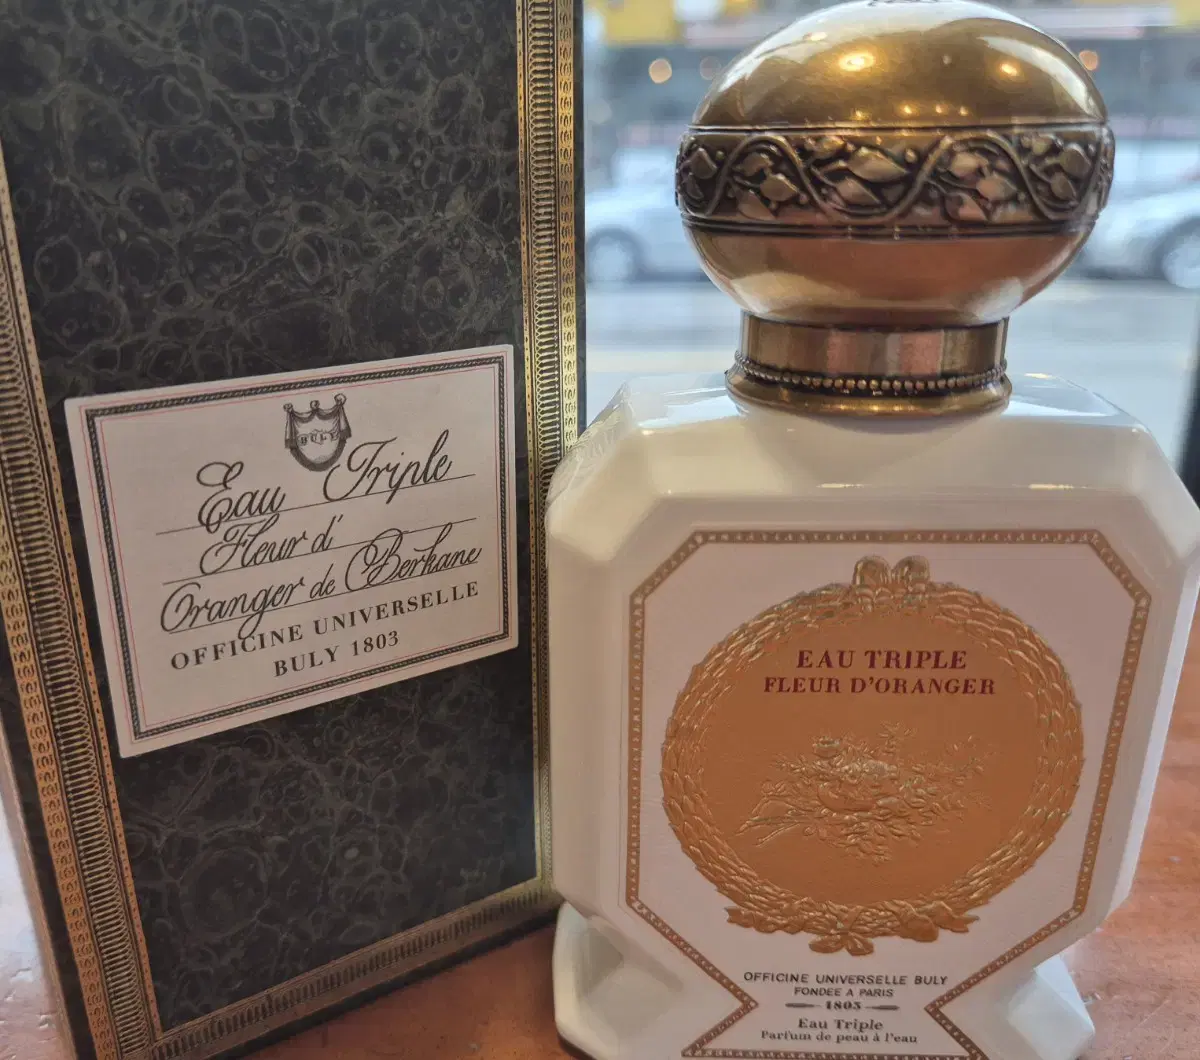 BULY
Eau Triple
Fleur d'
Oranger de Berkane
OFFICINE UNIVERSELLE
BULY 1803
EAU TRIPLE
FLEUR D'ORANGER
OFFICINE UNIVERSELLE BULY
FONDEE A PARIS
1803
Eau Triple
Parfum de peau à l'eau